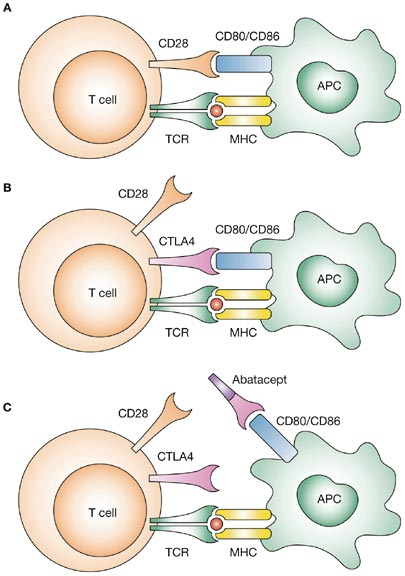 A
CD28
CD80/CD86
T cell
APC
TCR
MHC
B
CD28
CTLA4
CD80/CD86
T cell
APC
TCR
MHC
Abatacept
C
CD28
CD80/CD86
CTLA4
T cell
APC
TCR
MHC